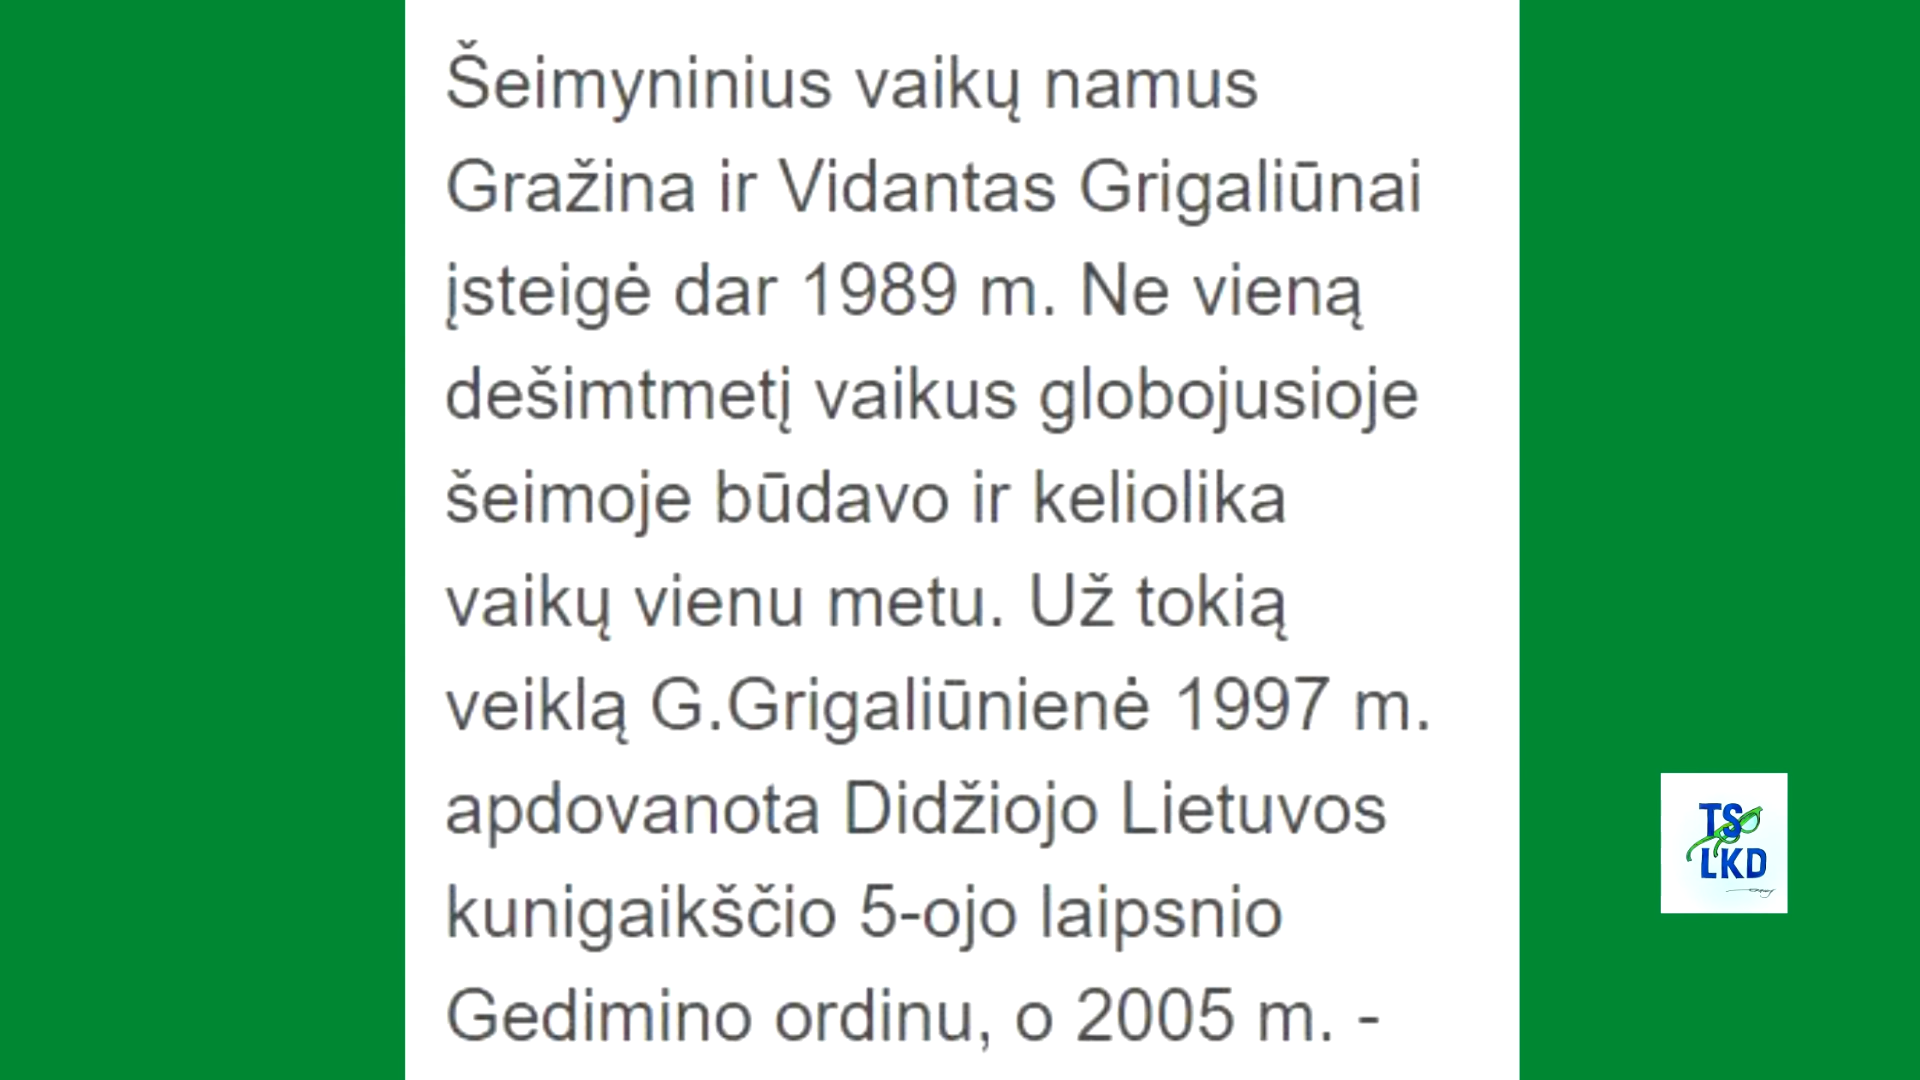 Šeimyninius vaikų namus
Gražina ir Vidantas Grigaliūnai
įsteigė dar 1989 m. Ne vieną
dešimtmetį vaikus globojusioje
šeimoje būdavo ir keliolika
vaikų vienu metu. Už tokią
veiklą G.Grigaliūnienė 1997 m.
apdovanota Didžiojo Lietuvos
kunigaikščio 5-ojo laipsnio
Gedimino ordinu, o 2005 m. -
TS
LKD